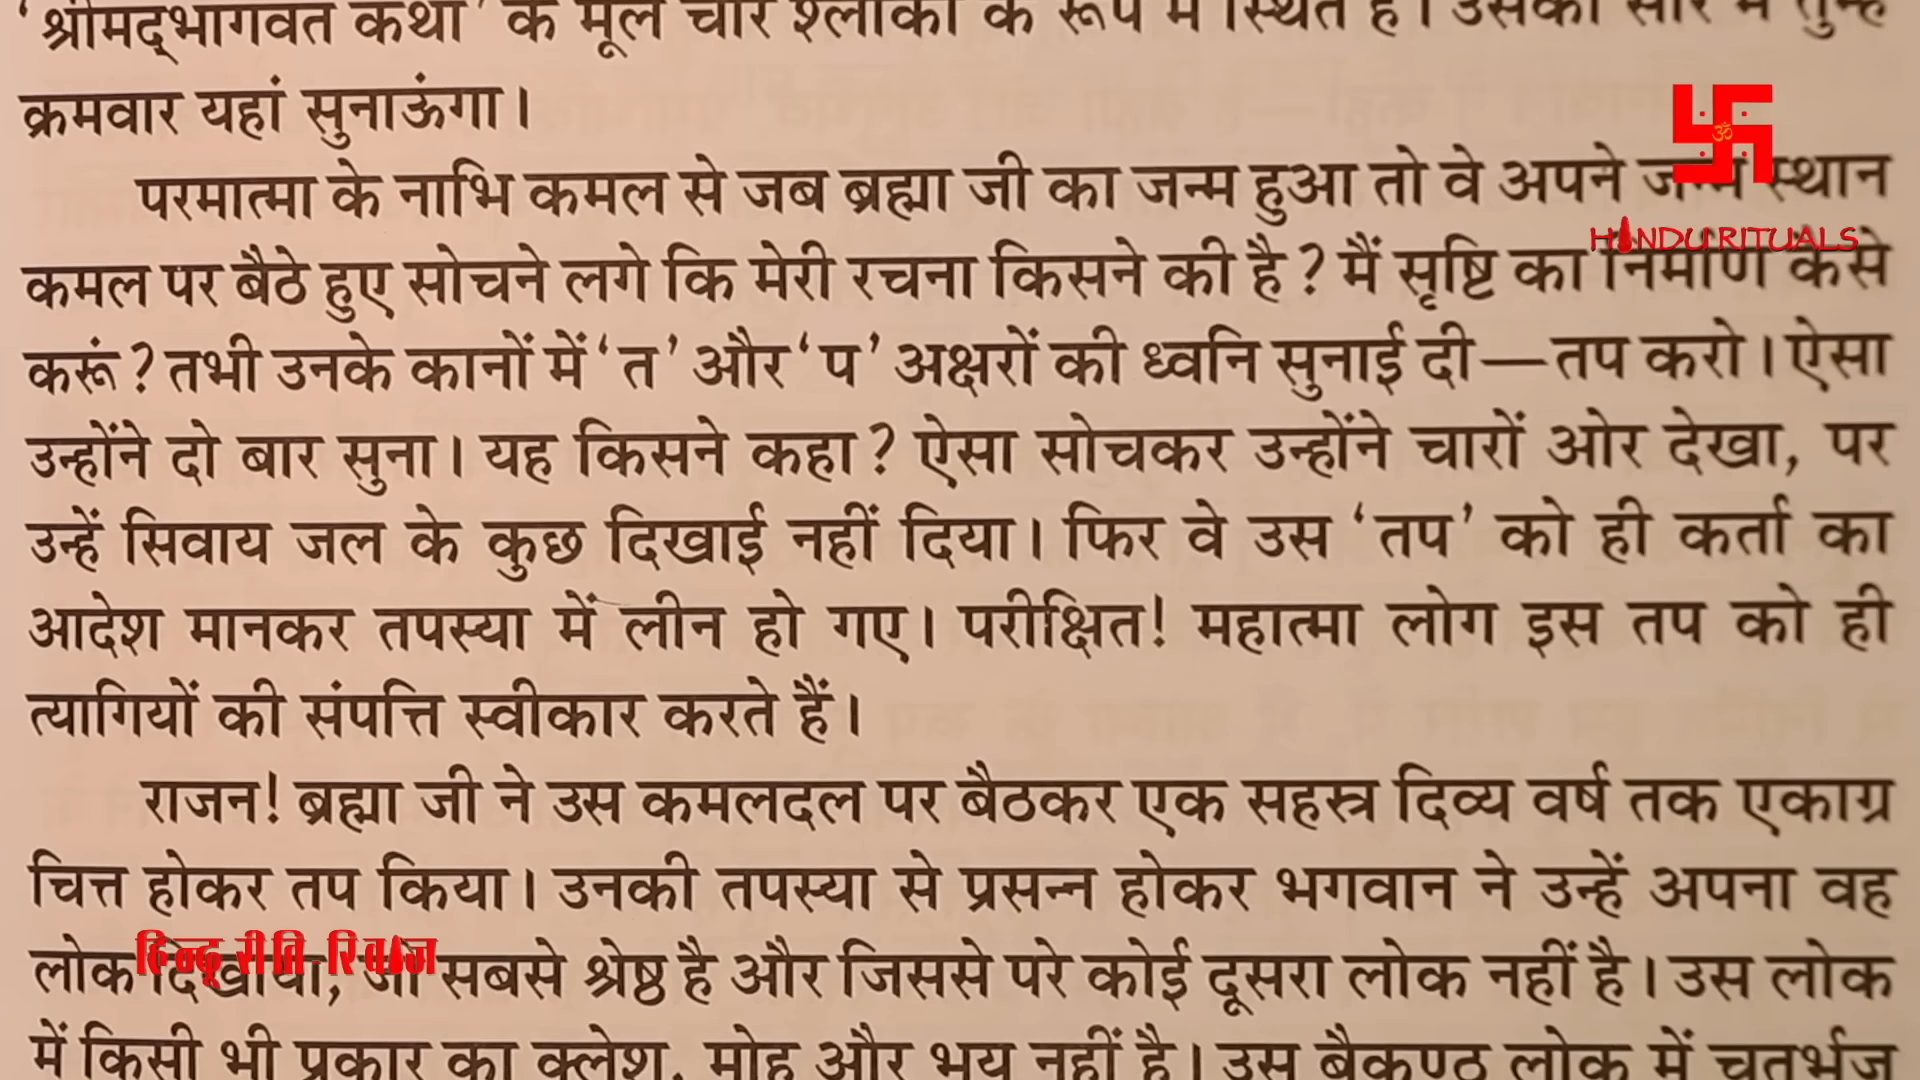 ‘श्रीमद्‌भागवत कथा’ के मूल चार श्लोकों के रूप में स्थित है। उसका सार मैं तुम्हें
क्रमवार यहां सुनाऊंगा।
परमात्मा के नाभि कमल से जब ब्रह्मा जी का जन्म हुआ तो वे अपने जन्म स्थान
कमल पर बैठे हुए सोचने लगे कि मेरी रचना किसने की है? मैं सृष्टि का निर्माण कैसे
HINDU RITUALS
करूं? तभी उनके कानों में ‘त’ और ‘प’ अक्षरों की ध्वनि सुनाई दी—तप करो। ऐसा
उन्होंने दो बार सुना। यह किसने कहा? ऐसा सोचकर उन्होंने चारों ओर देखा, पर
उन्हें सिवाय जल के कुछ दिखाई नहीं दिया। फिर वे उस ‘तप’ को ही कर्ता का
आदेश मानकर तपस्या में लीन हो गए। परीक्षित! महात्मा लोग इस तप को ही
त्यागियों की संपत्ति स्वीकार करते हैं।
राजन! ब्रह्मा जी ने उस कमलदल पर बैठकर एक सहस्त्र दिव्य वर्ष तक एकाग्र
चित्त होकर तप किया। उनकी तपस्या से प्रसन्न होकर भगवान ने उन्हें अपना वह
हिन्दू रीति-रिवाज
लोक दिखाया, जो सबसे श्रेष्ठ है और जिससे परे कोई दूसरा लोक नहीं है। उस लोक
में किसी भी प्रकार का क्लेश, मोह और भय नहीं है। उस बैकुण्ठ लोक में चतुर्भुज